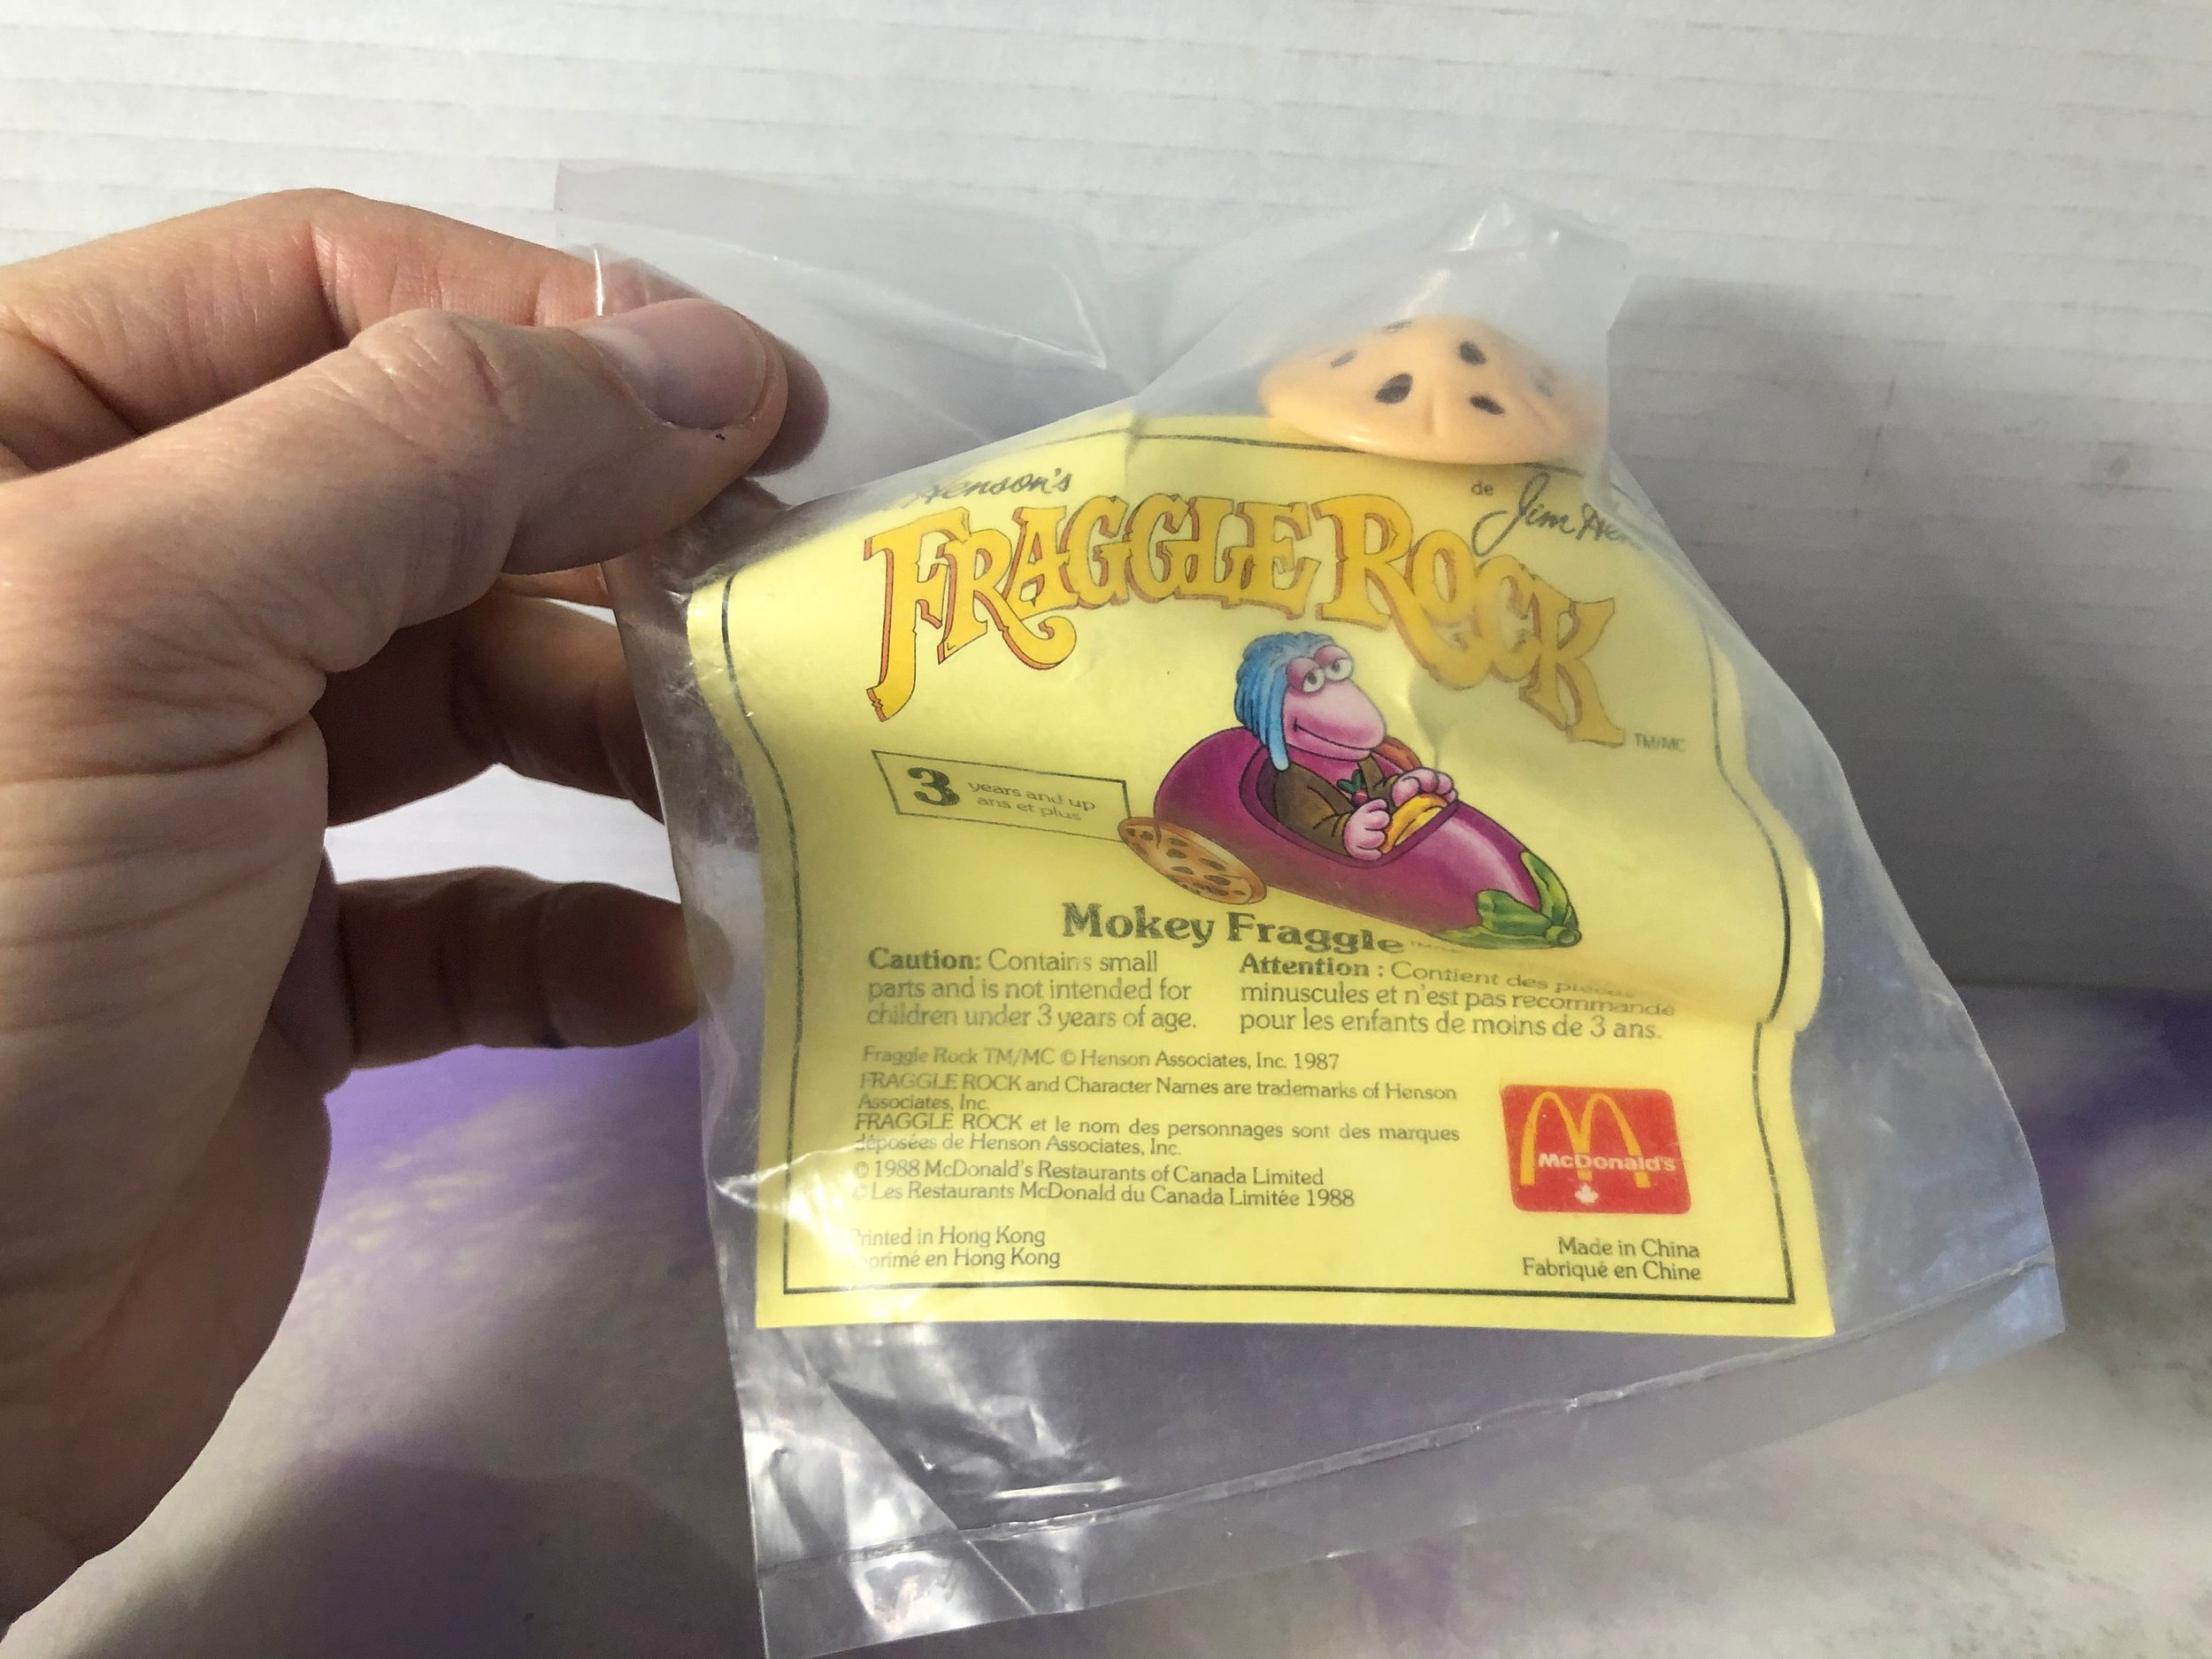 Henson's
de Jim
FRAGGLE ROCK
TM/MC
3 years and up
ans et plus
Mokey Fraggle
Caution: Contains small
parts and is not intended for
children under 3 years of age.
Attention : Contient des
minuscules et n'est pas recommandé
pour les enfants de moins de 3 ans.
Fraggle Rock TM/MC © Henson Associates, Inc. 1987
FRAGGLE ROCK and Character Names are trademarks of Henson
Associates, Inc.
FRAGGLE ROCK et le nom des personnages sont des marques
déposées de Henson Associates, Inc.
© 1988 McDonald's Restaurants of Canada Limited
© Les Restaurants McDonald du Canada Limitée 1988
McDonald's
Printed in Hong Kong
primé en Hong Kong
Made in China
Fabriqué en Chine